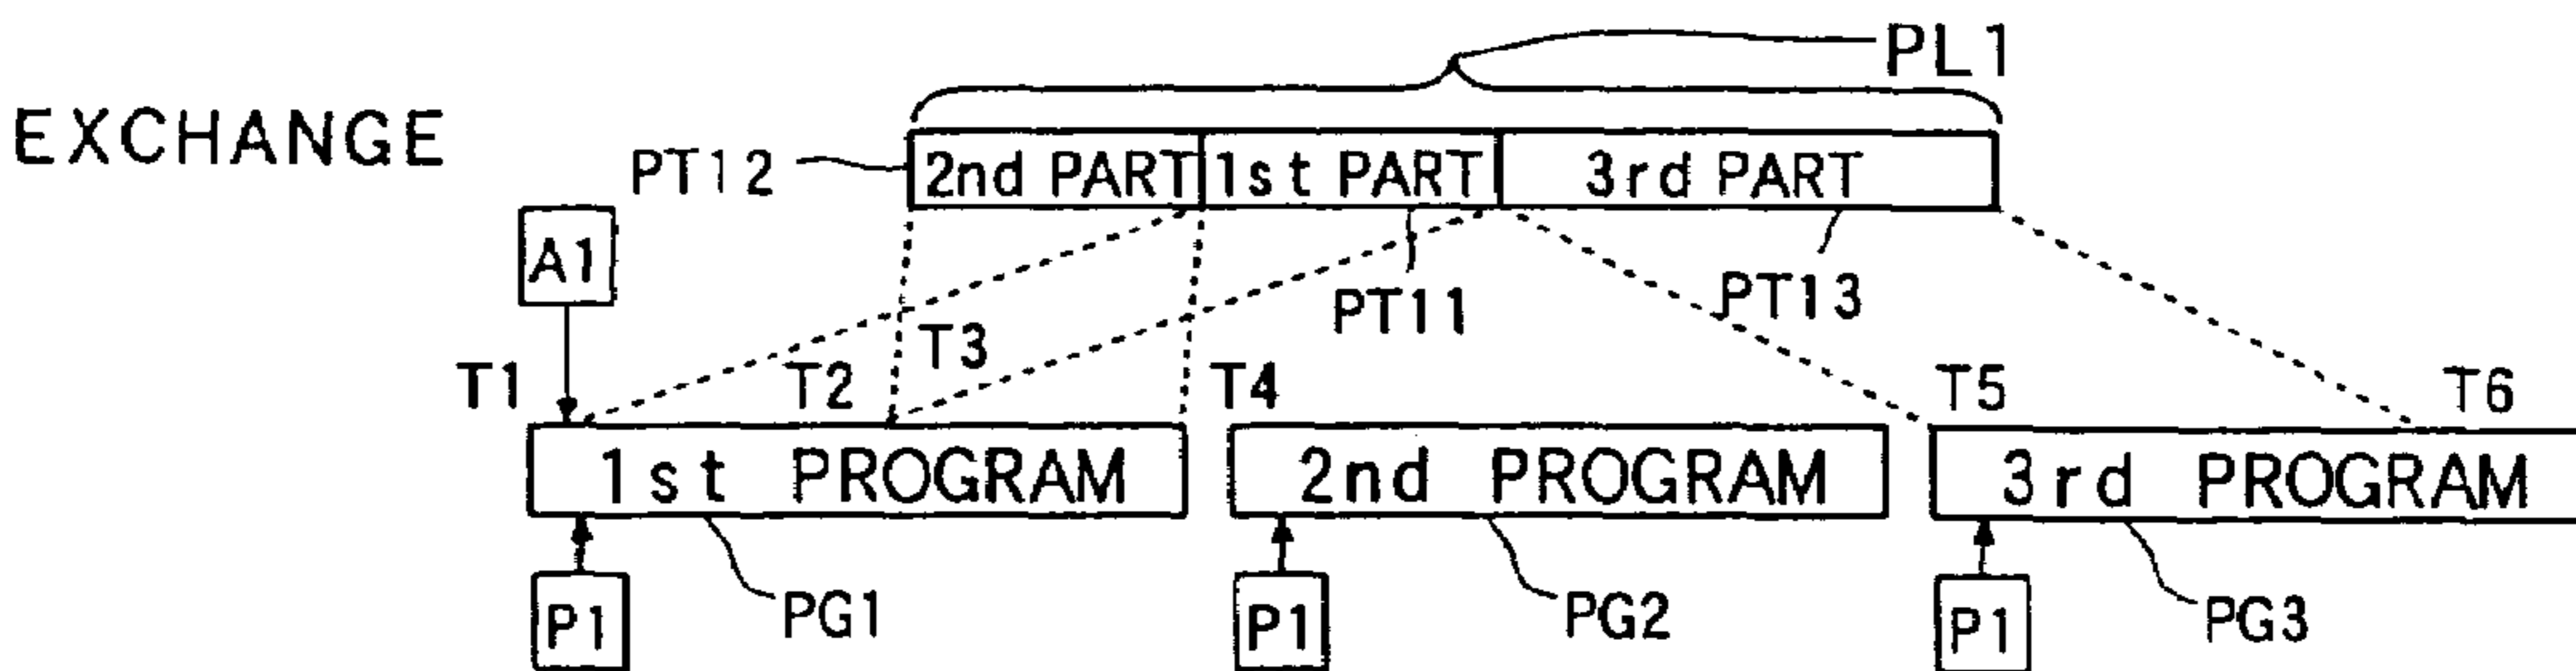 PL1
EXCHANGE
PT12 2nd PART 1st PART 3rd PART
A1
PT11 PT13
T1 T2 T3 T4 T5 T6
1st PROGRAM 2nd PROGRAM 3rd PROGRAM
P1 PG1 P1 PG2 P1 PG3